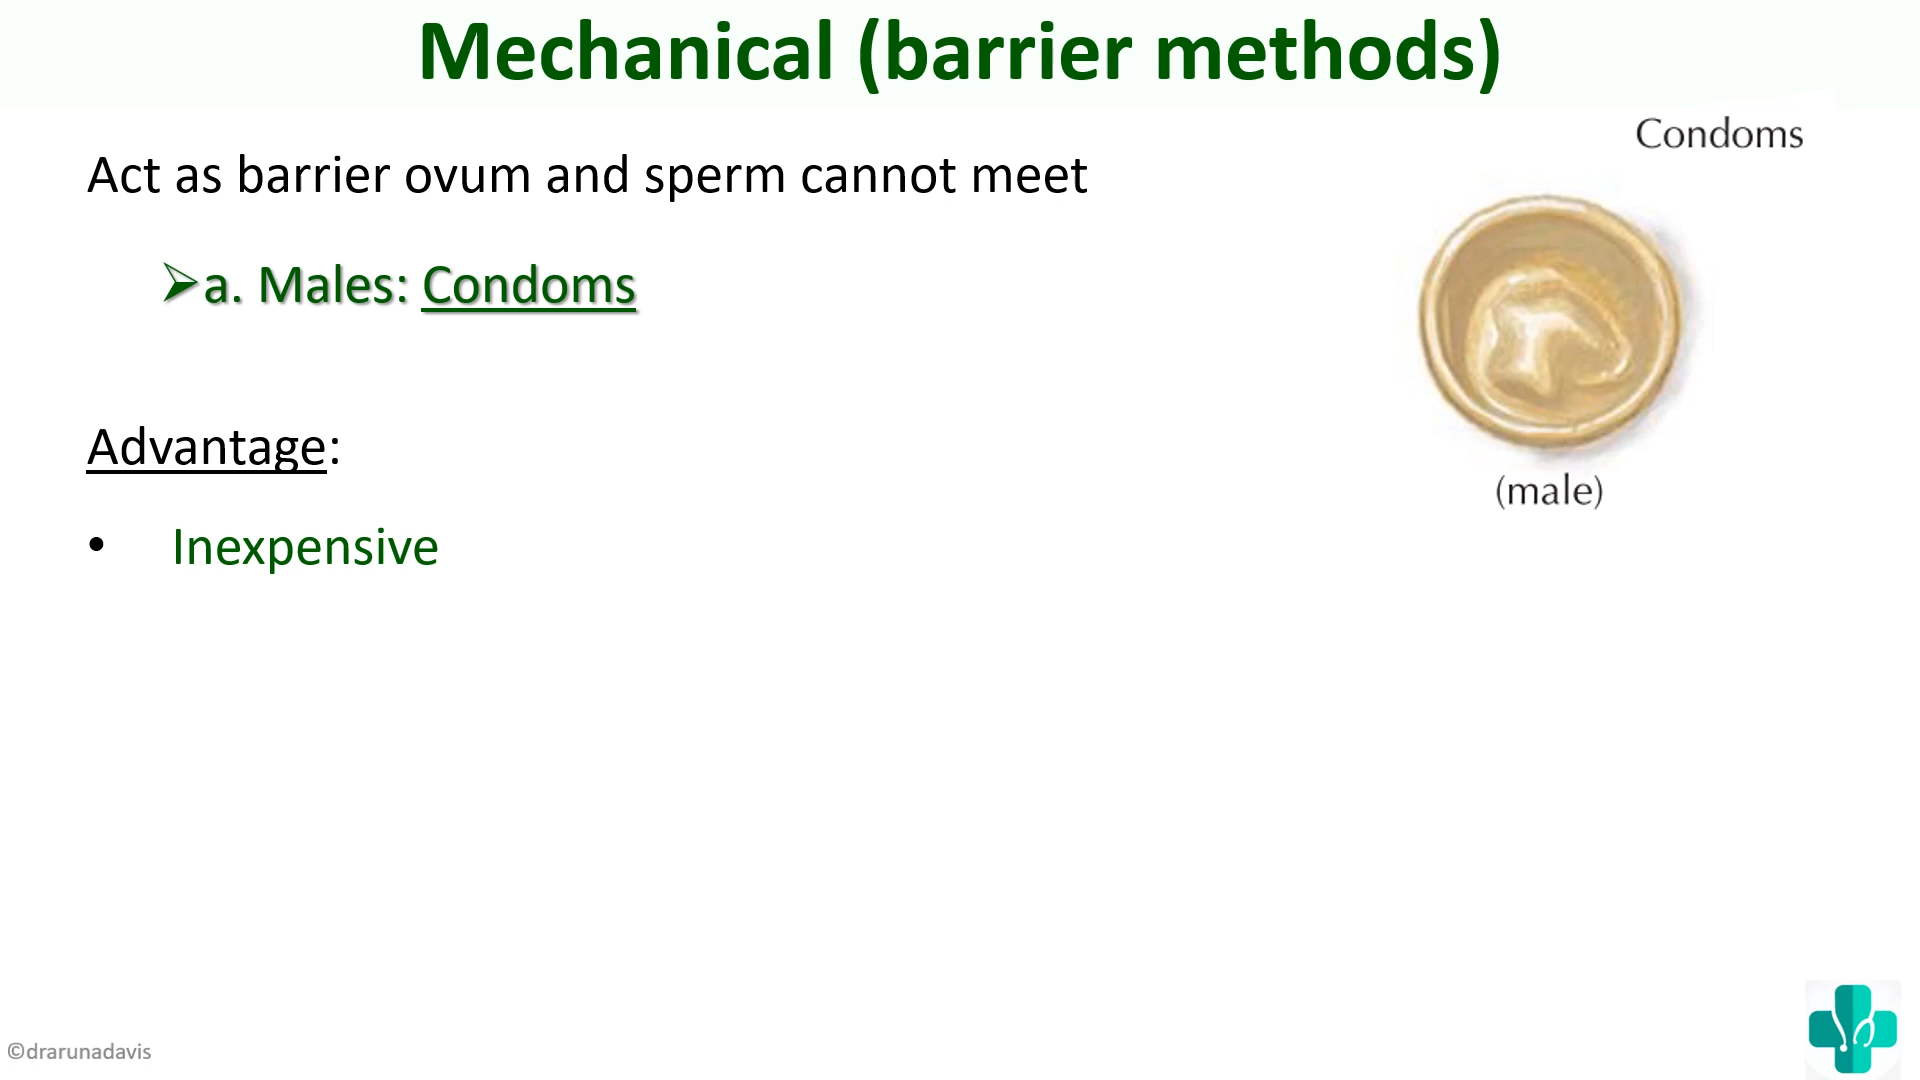 Mechanical (barrier methods)
Condoms
Act as barrier ovum and sperm cannot meet
➢a. Males: Condoms
Advantage:
(male)
• Inexpensive
©drarunadavis